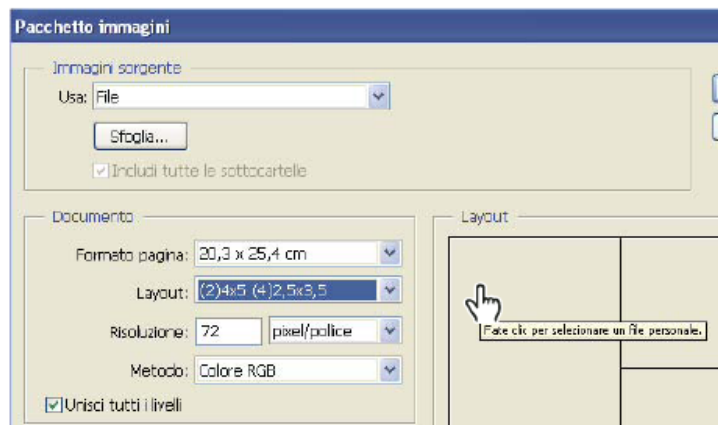 Pacchetto immagini
Immagini sorgente
Usa: File
Sfoglia...
Includi tutte le sottocartelle
Documento
Formato pagina: 20,3 x 25,4 cm
Layout: (2)4x5 (4)2,5x3,5
Risoluzione: 72 pixel/pollice
Metodo: Colore RGB
Unisci tutti i livelli
Layout
Fate clic per selezionare un file personale.